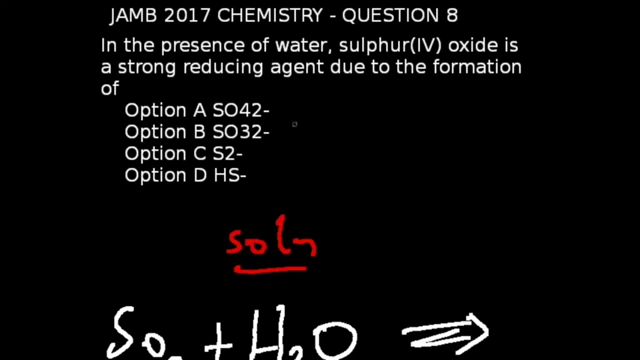 JAMB 2017 CHEMISTRY - QUESTION 8
In the presence of water, sulphur(IV) oxide is
a strong reducing agent due to the formation
of
Option A SO42-
Option B SO32-
Option C S2-
Option D HS-
soln
So2 + H2O ⇒